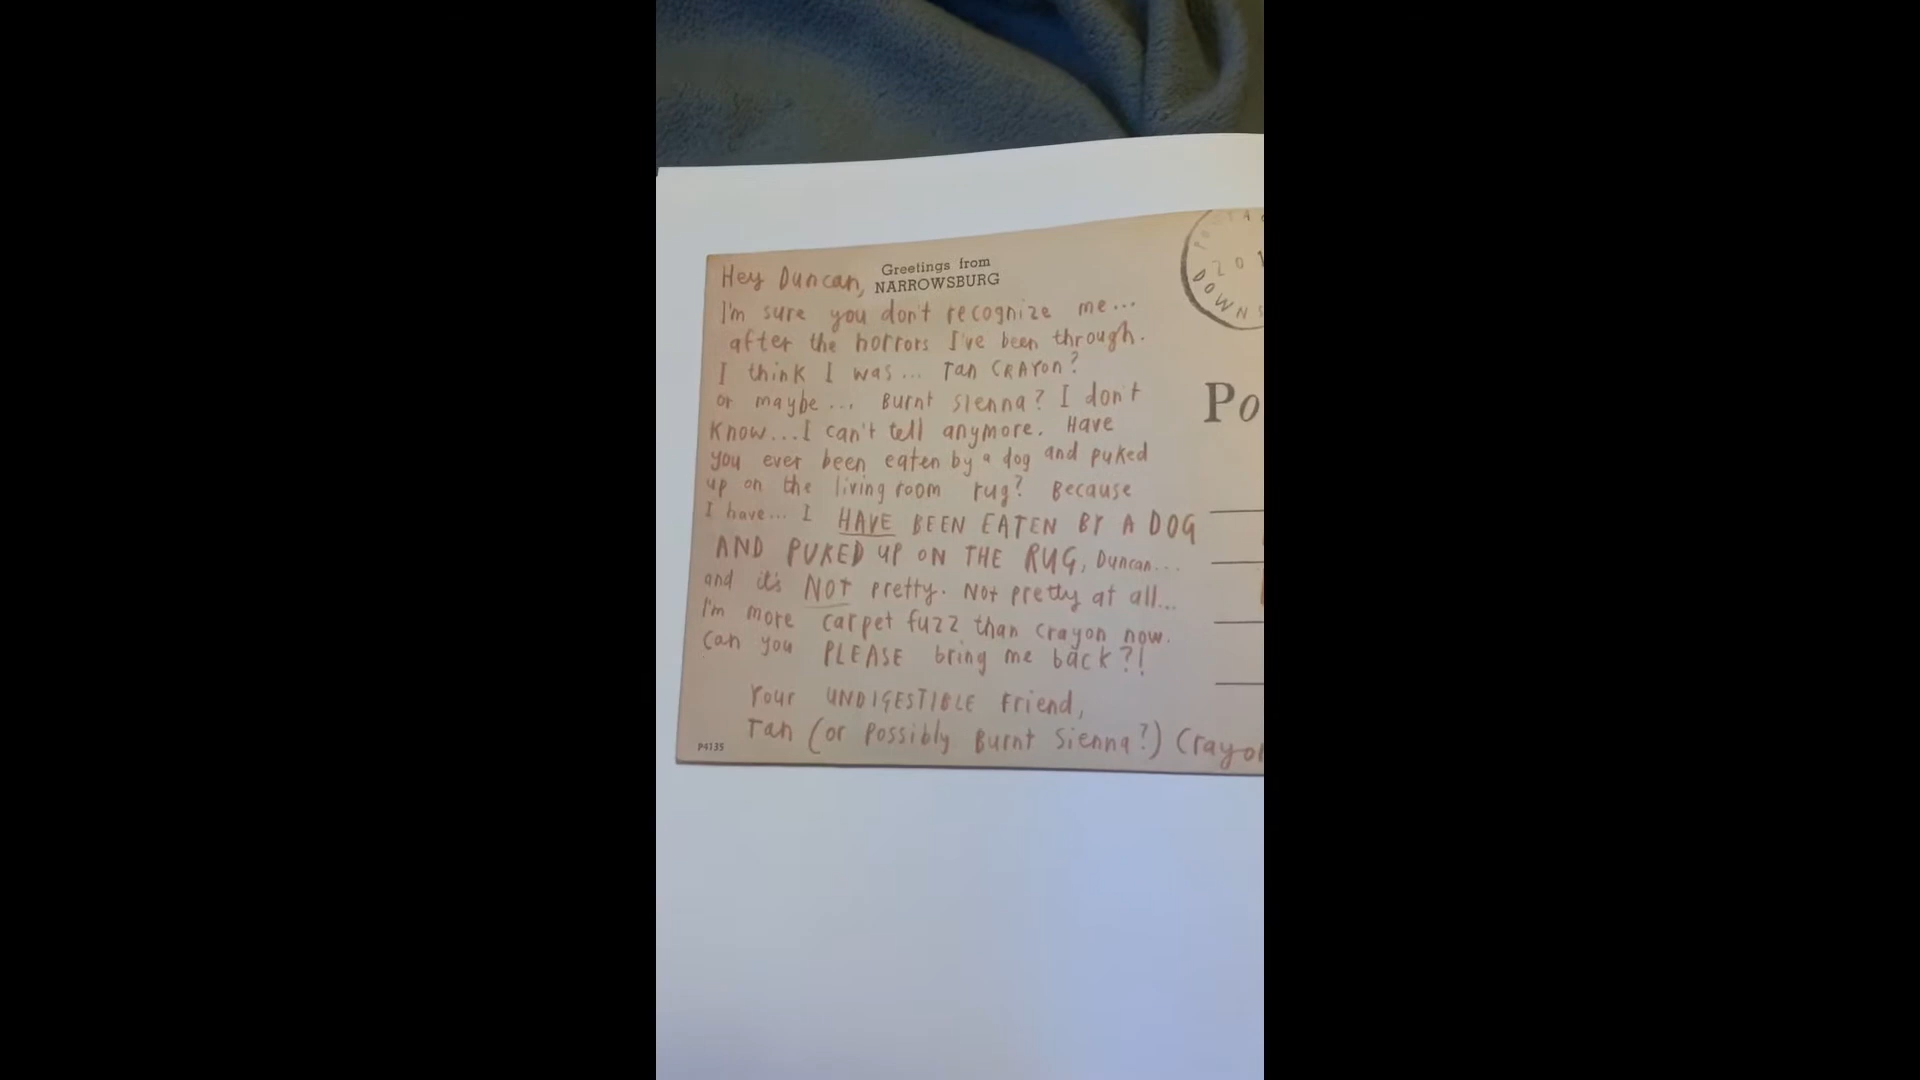 Greetings from
NARROWSBURG
Hey Duncan,
I'm sure you don't recognize me...
after the horrors I've been through.
I think I was... Tan CRAYON?
or maybe... Burnt Sienna? I don't
know...I can't tell anymore. Have
you ever been eaten by a dog and puked
up on the living room rug? Because
I have... I HAVE BEEN EATEN BY A DOG
AND PUKED UP ON THE RUG, Duncan...
and it's NOT pretty. Not pretty at all...
I'm more carpet fuzz than crayon now.
Can you PLEASE bring me back?!
Your UNDIGESTIBLE Friend,
Tan (or possibly Burnt Sienna?) Crayo
P4135
Po
201
DOWNS